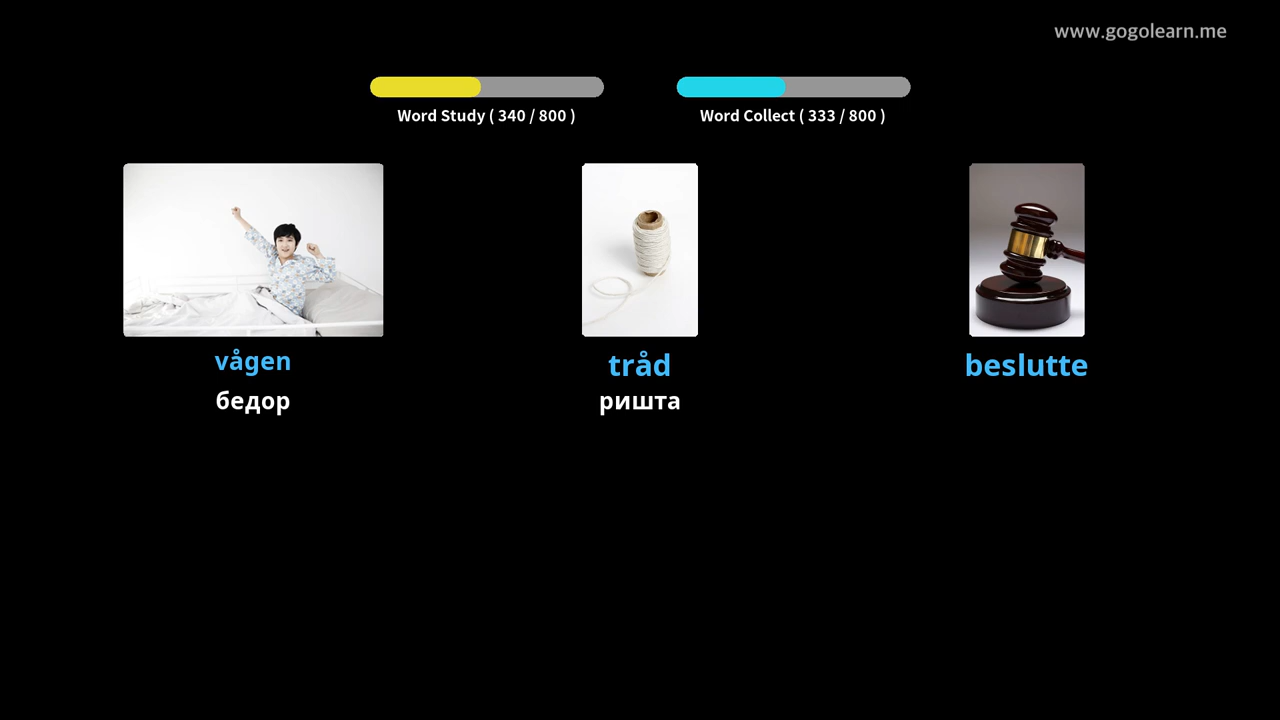 www.gogolearn.me
Word Study ( 340 / 800 )
Word Collect ( 333 / 800 )
vågen
tråd
beslutte
бедор
ришта